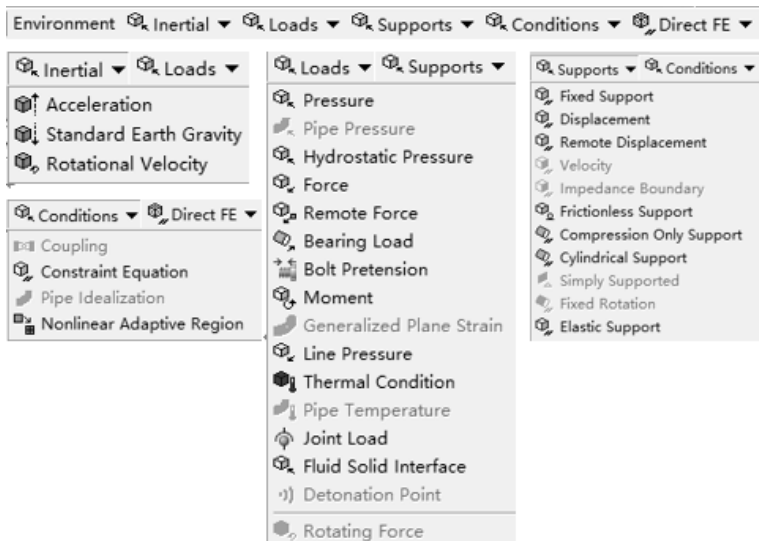 Environment Inertial Loads Supports Conditions Direct FE
Inertial Loads
Acceleration
Standard Earth Gravity
Rotational Velocity
Conditions Direct FE
Coupling
Constraint Equation
Pipe Idealization
Nonlinear Adaptive Region
Loads Supports
Pressure
Pipe Pressure
Hydrostatic Pressure
Force
Remote Force
Bearing Load
Bolt Pretension
Moment
Generalized Plane Strain
Line Pressure
Thermal Condition
Pipe Temperature
Joint Load
Fluid Solid Interface
Detonation Point
Rotating Force
Supports Conditions
Fixed Support
Displacement
Remote Displacement
Velocity
Impedance Boundary
Frictionless Support
Compression Only Support
Cylindrical Support
Simply Supported
Fixed Rotation
Elastic Support